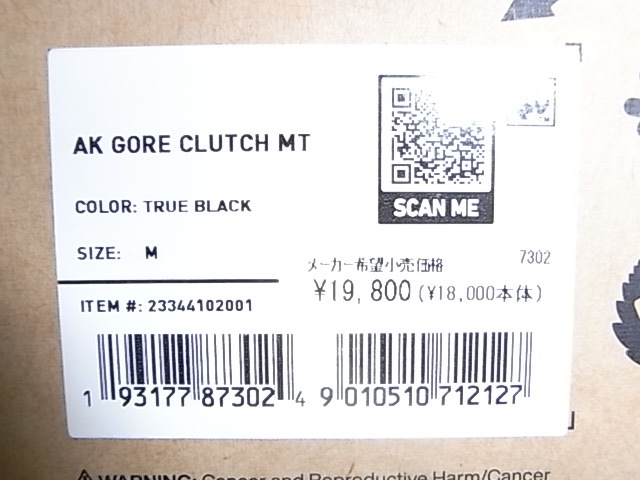 AK GORE CLUTCH MT
SCAN ME
COLOR: TRUE BLACK
SIZE: M
メーカー希望小売価格
7302
¥19,800(¥18,000本体)
ITEM #: 23344102001
1 93177 87302 4
9 010510 712127
WARNING: Cancer and Reproductive Harm/Cancer